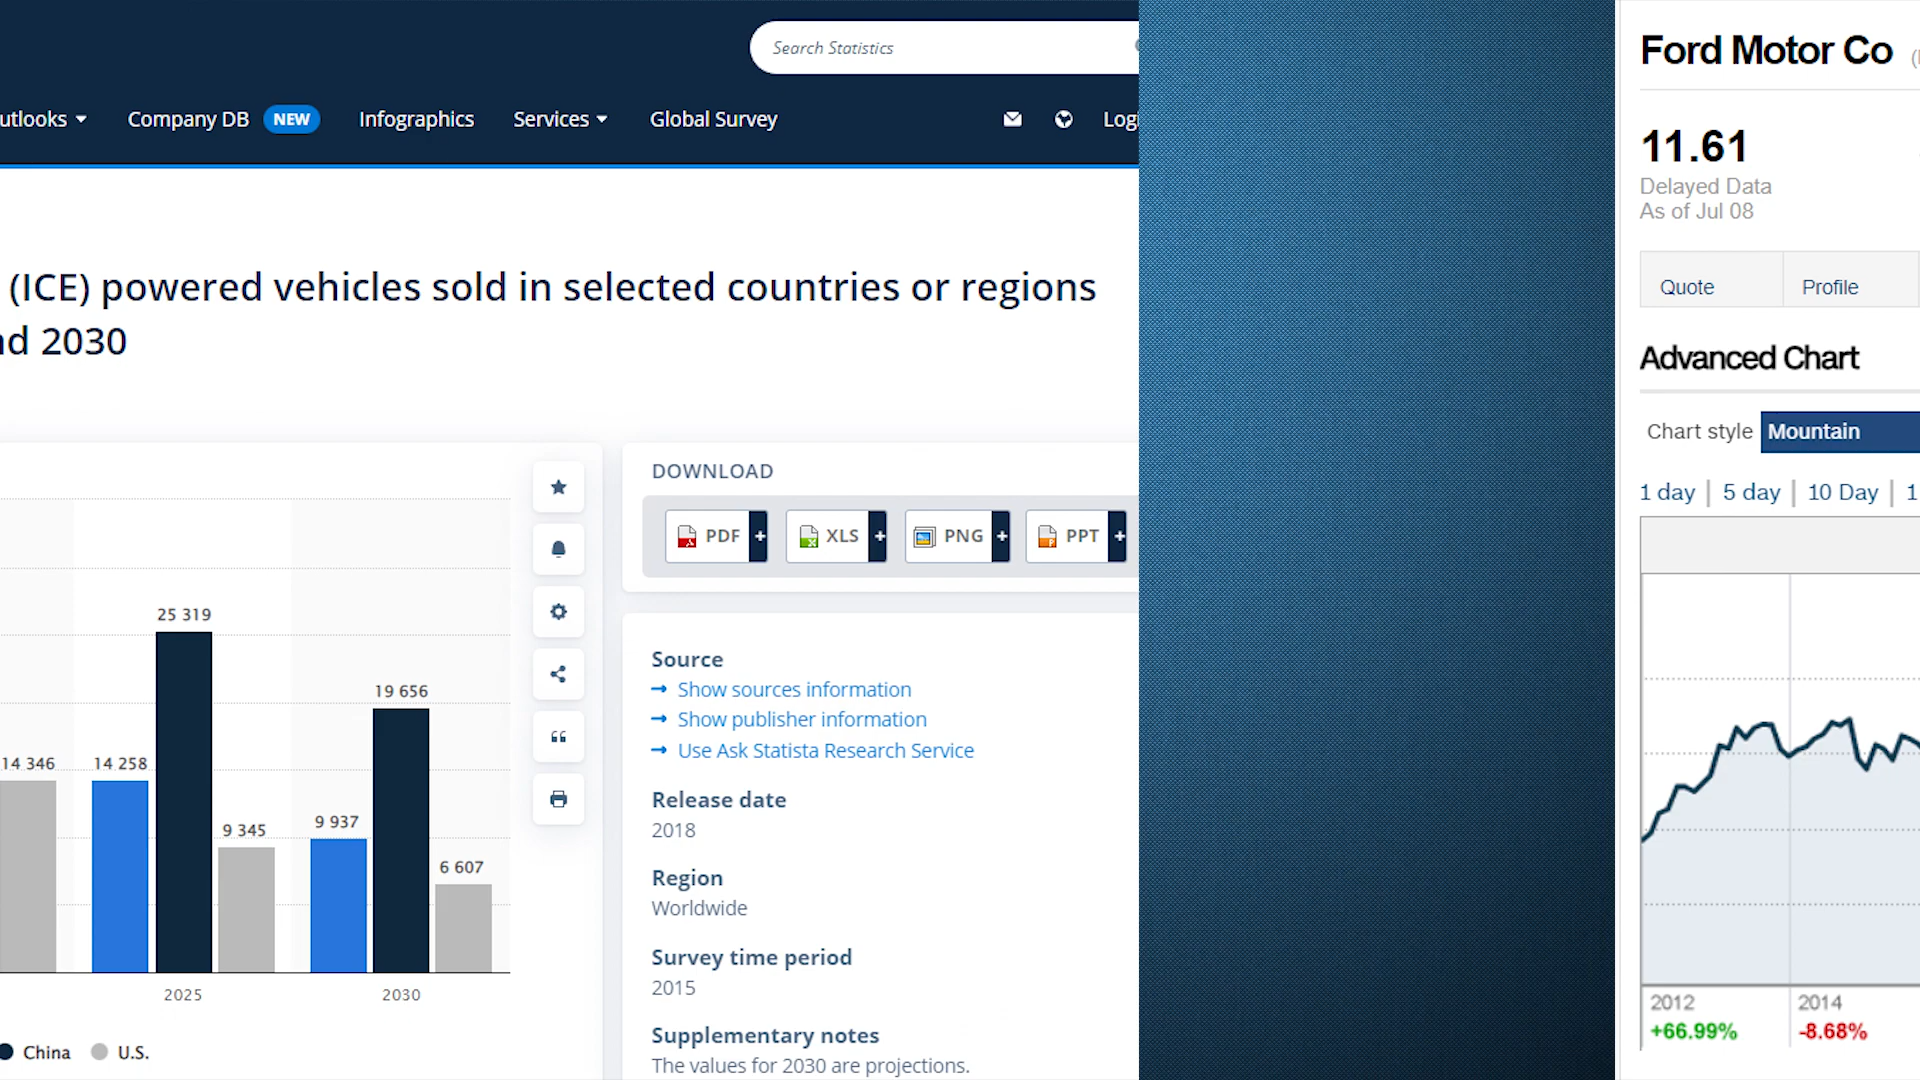 Search Statistics
utlooks
Company DB NEW
Infographics
Services
Global Survey
Logi
(ICE) powered vehicles sold in selected countries or regions
nd 2030
25 319
19 656
14 346
14 258
9 345
9 937
6 607
2025
2030
China
U.S.
DOWNLOAD
PDF +
XLS +
PNG +
PPT +
Source
→ Show sources information
→ Show publisher information
→ Use Ask Statista Research Service
Release date
2018
Region
Worldwide
Survey time period
2015
Supplementary notes
The values for 2030 are projections.
Ford Motor Co (
11.61
Delayed Data
As of Jul 08
Quote
Profile
Advanced Chart
Chart style Mountain
1 day | 5 day | 10 Day | 1
2012
+66.99%
2014
-8.68%